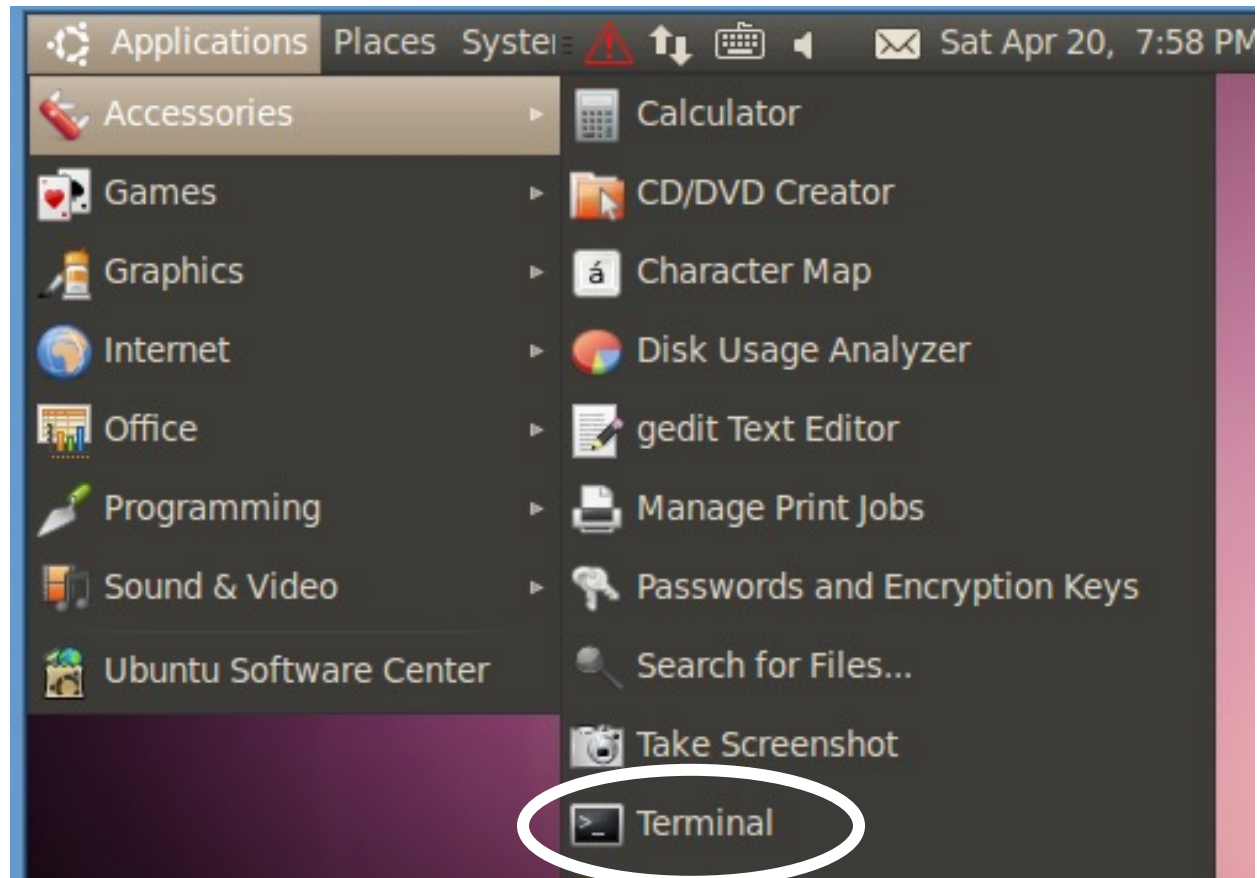 Applications Places Syste Sat Apr 20, 7:58 PM
Accessories
Games
Graphics
Internet
Office
Programming
Sound & Video
Ubuntu Software Center
Calculator
CD/DVD Creator
á Character Map
Disk Usage Analyzer
gedit Text Editor
Manage Print Jobs
Passwords and Encryption Keys
Search for Files...
Take Screenshot
>_ Terminal